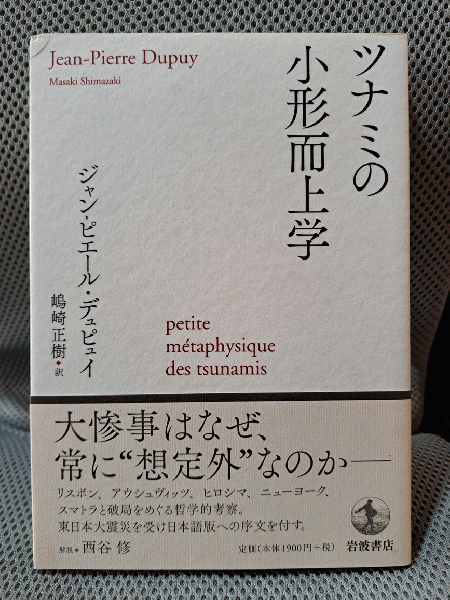 Jean-Pierre Dupuy
Masaki Shimazaki
ツナミの
小形而上学
ジャン-ピエール・デュピュイ
嶋崎正樹・訳
petite
métaphysique
des tsunamis
大惨事はなぜ、
常に“想定外”なのか──
リスボン、アウシュヴィッツ、ヒロシマ、ニューヨーク、
スマトラと破局をめぐる哲学的考察。
東日本大震災を受け日本語版への序文を付す。
解説・西谷 修
定価(本体1900円+税)
岩波書店